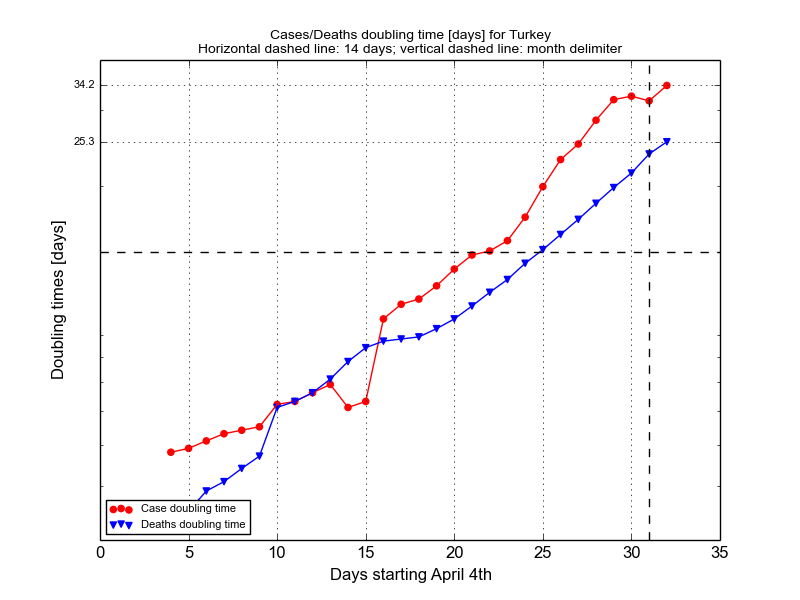 Cases/Deaths doubling time [days] for Turkey
Horizontal dashed line: 14 days; vertical dashed line: month delimiter
34.2
25.3
Doubling times [days]
Case doubling time
Deaths doubling time
0 5 10 15 20 25 30 35
Days starting April 4th